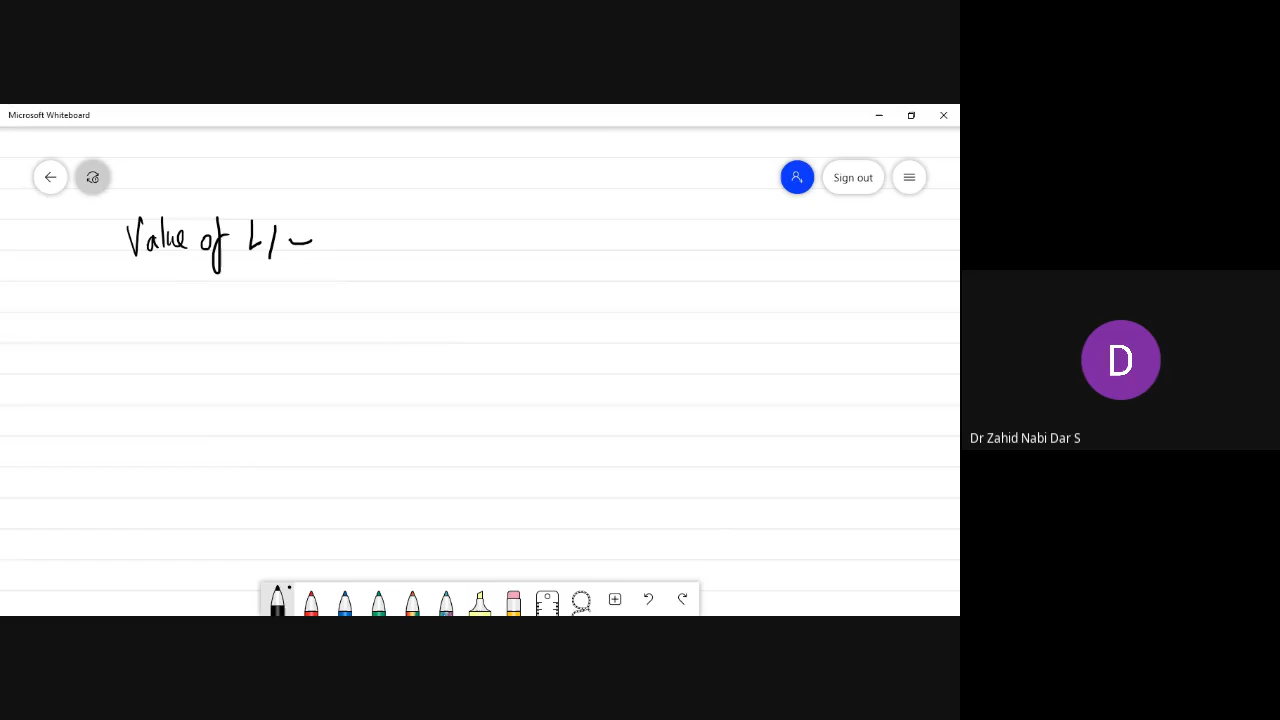 Microsoft Whiteboard
Sign out
Value of L/ –
D
Dr Zahid Nabi Dar S